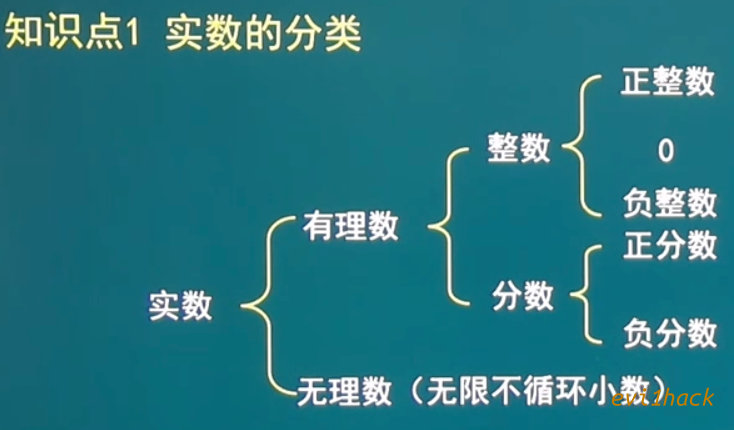 知识点1 实数的分类
正整数
整数
0
负整数
有理数
正分数
分数
实数
负分数
无理数（无限不循环小数）
evi1hack